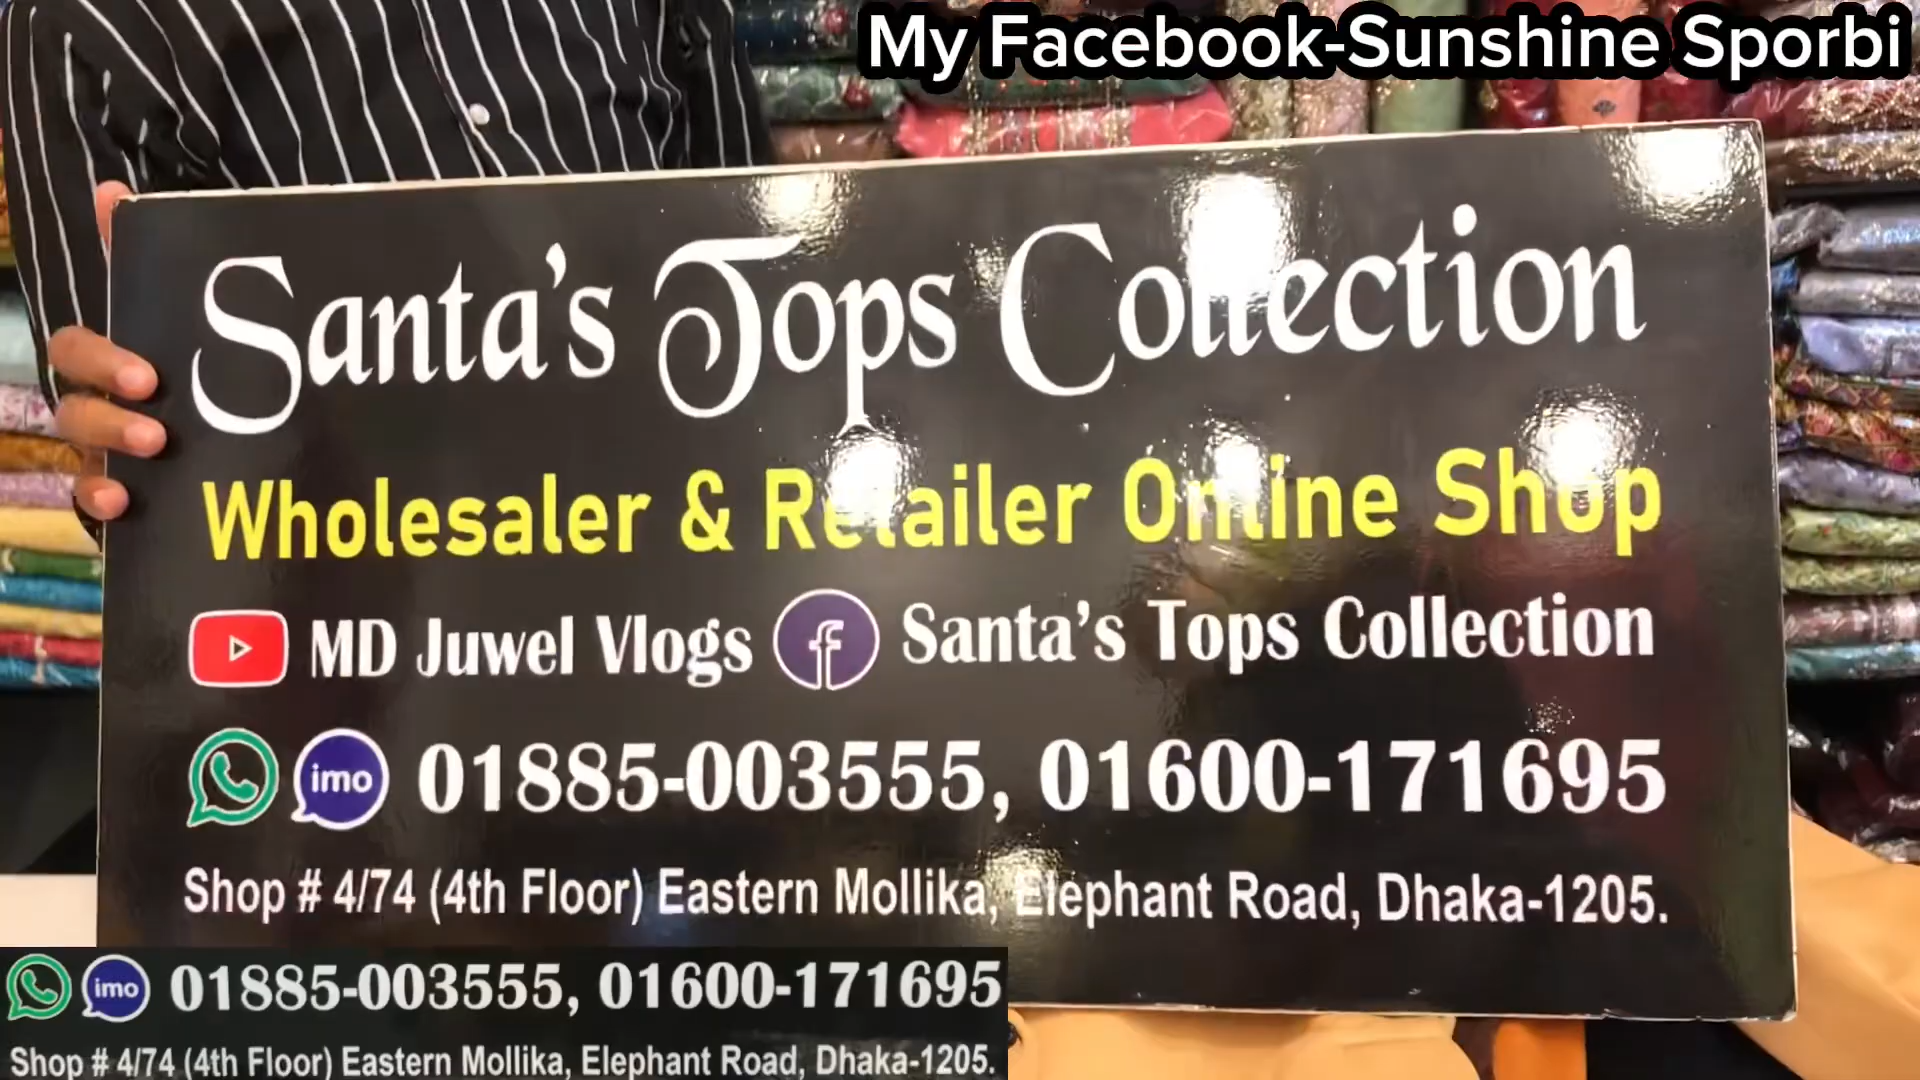 My Facebook-Sunshine Sporbi
Santa's Tops Collection
Wholesaler & Retailer Online Shop
MD Juwel Vlogs f Santa's Tops Collection
imo 01885-003555, 01600-171695
Shop # 4/74 (4th Floor) Eastern Mollika, Elephant Road, Dhaka-1205.
imo 01885-003555, 01600-171695
Shop # 4/74 (4th Floor) Eastern Mollika, Elephant Road, Dhaka-1205.